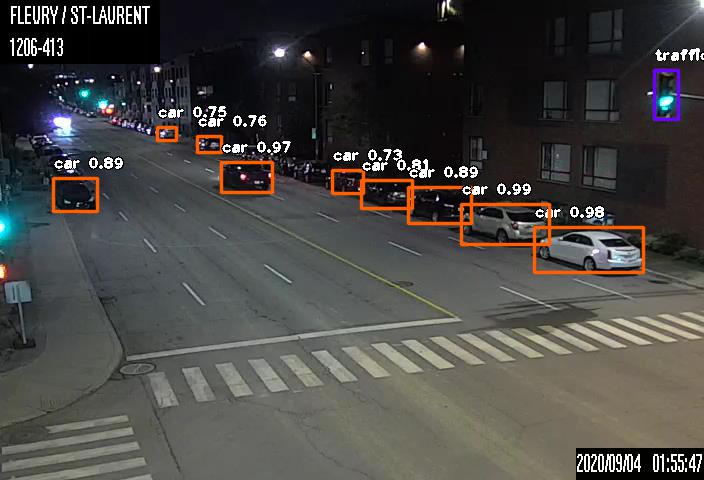 FLEURY / ST-LAURENT
1206-413
traffic
car 0.75
car 0.76
car 0.97
car 0.89
car 0.73
car 0.81
car 0.89
car 0.99
car 0.98
2020/09/04 01:55:47